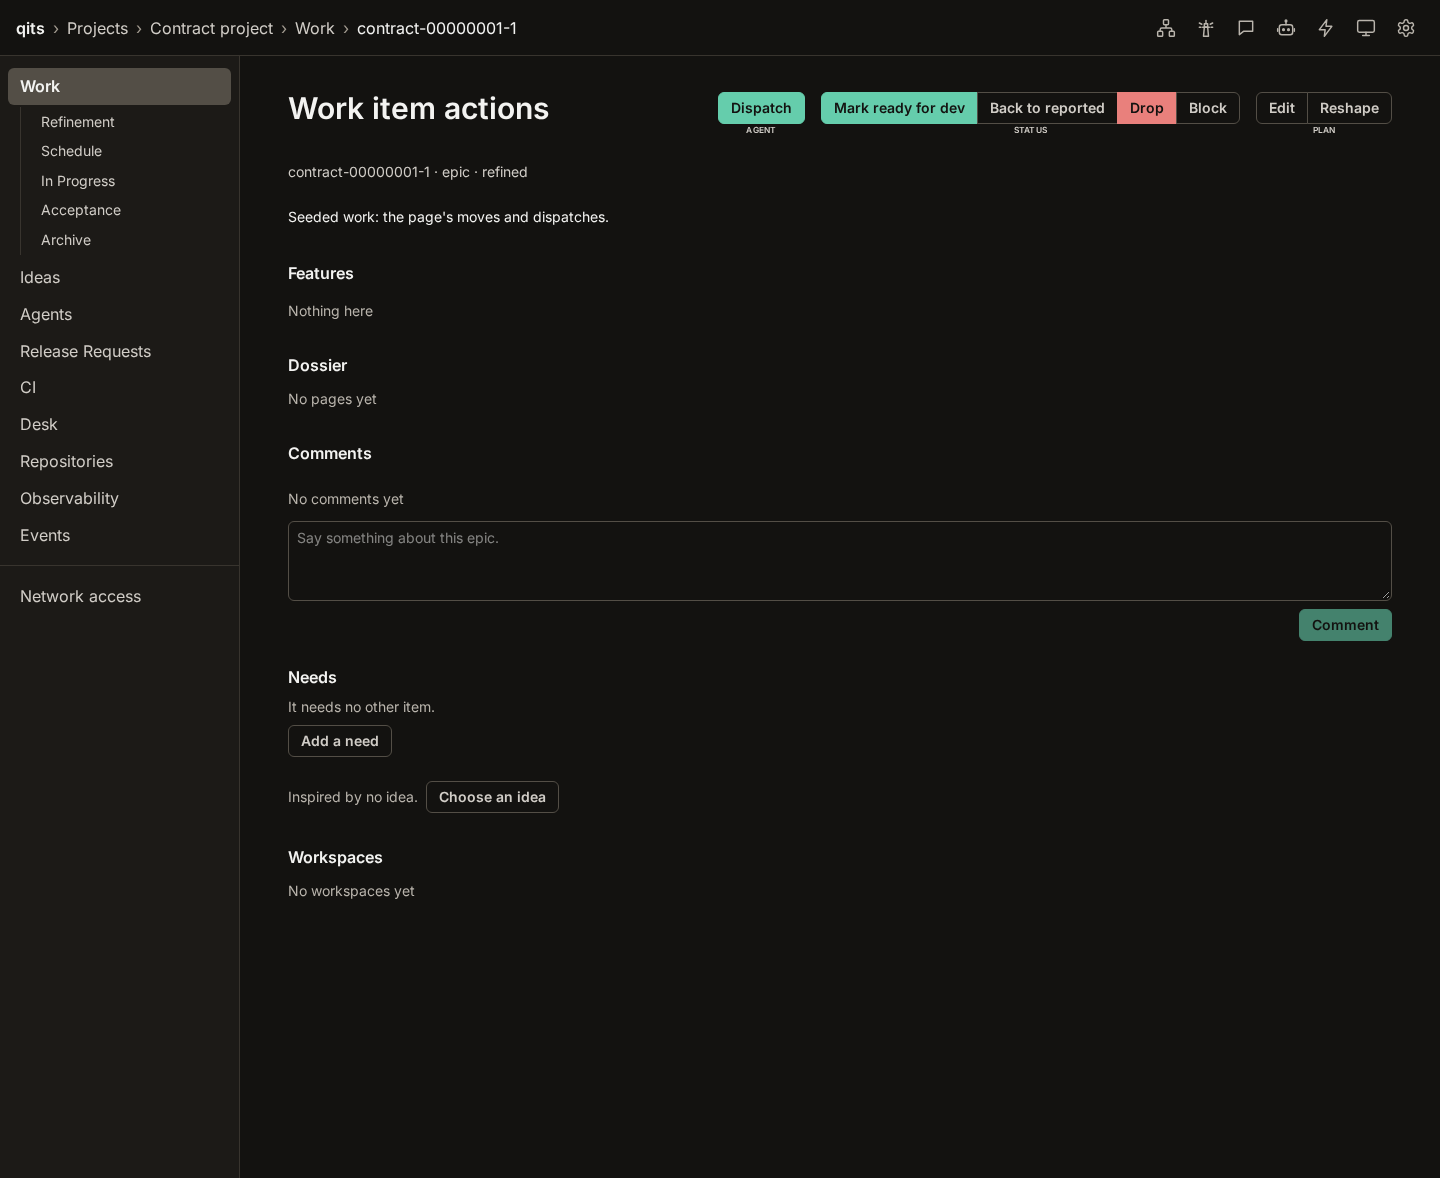 qits › Projects › Contract project › Work › contract-00000001-1
Work
Refinement
Schedule
In Progress
Acceptance
Archive
Ideas
Agents
Release Requests
CI
Desk
Repositories
Observability
Events
Network access
Work item actions
Dispatch
AGENT
Mark ready for dev
Back to reported
Drop
Block
STATUS
Edit
Reshape
PLAN
contract-00000001-1 · epic · refined
Seeded work: the page's moves and dispatches.
Features
Nothing here
Dossier
No pages yet
Comments
No comments yet
Say something about this epic.
Comment
Needs
It needs no other item.
Add a need
Inspired by no idea.
Choose an idea
Workspaces
No workspaces yet